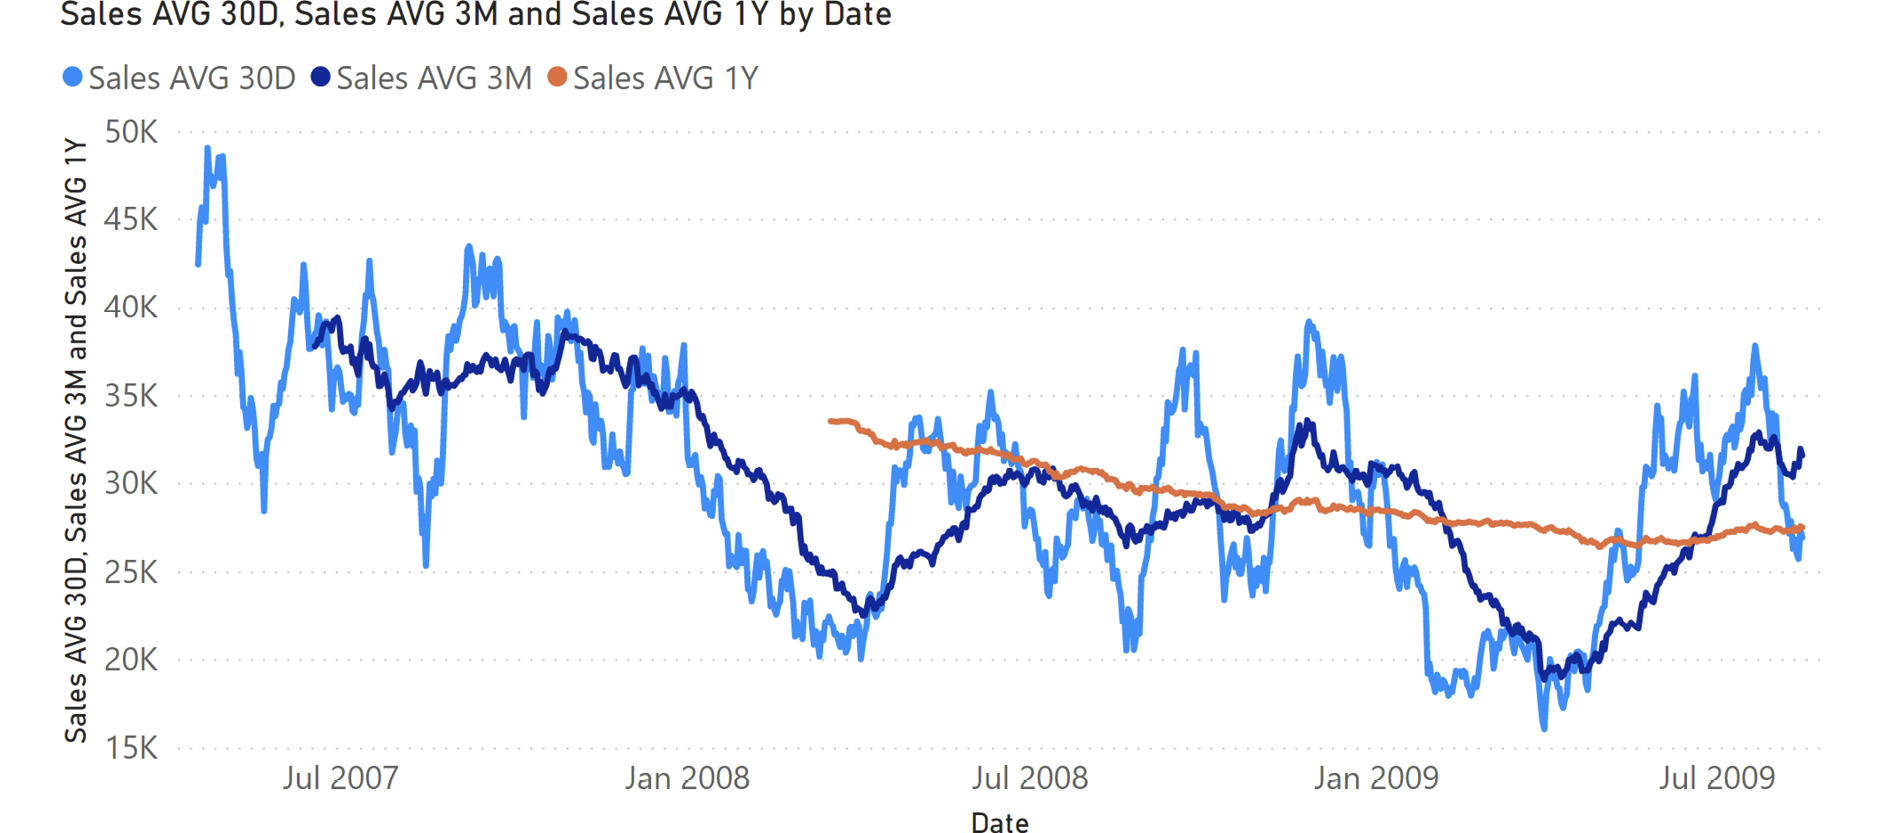 Sales AVG 30D, Sales AVG 3M and Sales AVG 1Y by Date
Sales AVG 30D Sales AVG 3M Sales AVG 1Y
Sales AVG 30D, Sales AVG 3M and Sales AVG 1Y
50K
45K
40K
35K
30K
25K
20K
15K
Jul 2007 Jan 2008 Jul 2008 Jan 2009 Jul 2009
Date